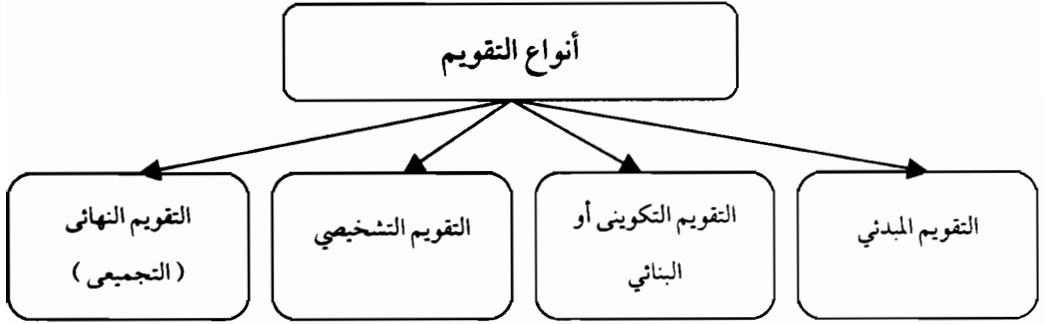 أنواع التقويم
التقويم المبدئي
التقويم التكوينى أو
البنائي
التقويم التشخيصي
التقويم النهائى
( التجميعى )